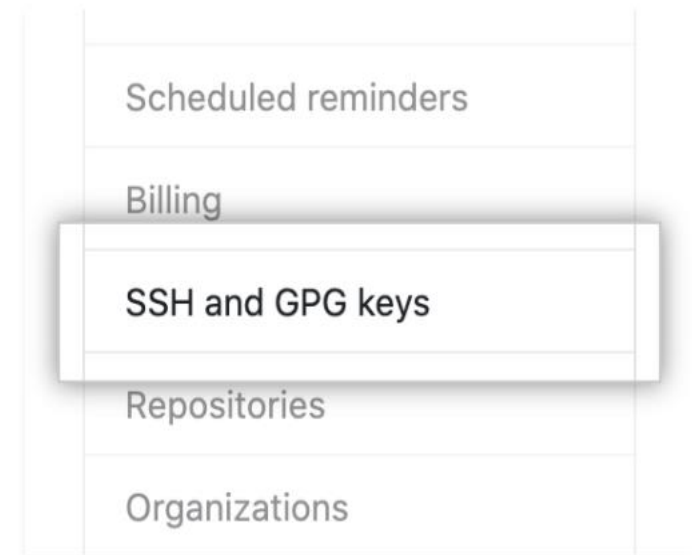 Scheduled reminders
Billing
SSH and GPG keys
Repositories
Organizations